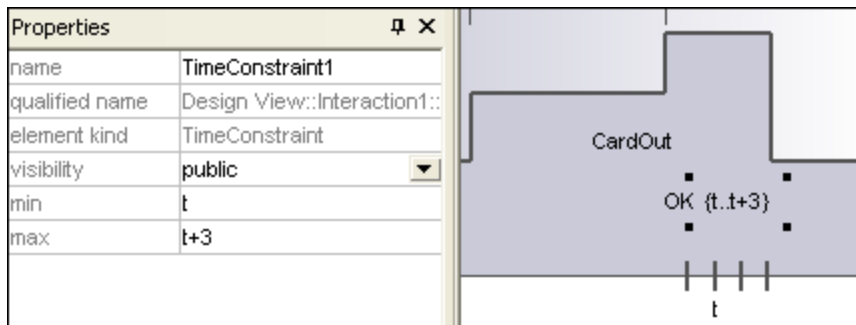 Properties
name TimeConstraint1
qualified name Design View::Interaction1::
element kind TimeConstraint
visibility public
min t
max t+3
CardOut
OK {t..t+3}
t